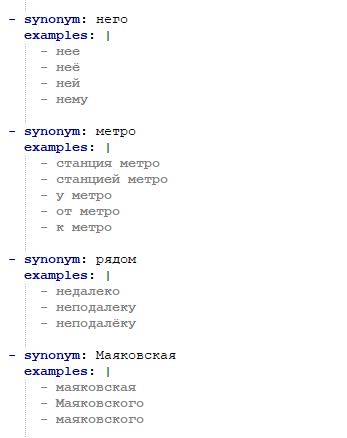 - synonym: него
examples: |
- нее
- неё
- ней
- нему
- synonym: метро
examples: |
- станция метро
- станцией метро
- у метро
- от метро
- к метро
- synonym: рядом
examples: |
- недалеко
- неподалеку
- неподалёку
- synonym: Маяковская
examples: |
- маяковская
- Маяковского
- маяковского